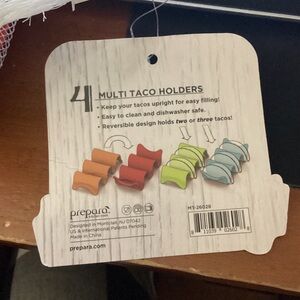 4 MULTI TACO HOLDERS
• Keep your tacos upright for easy filling!
• Easy to clean and dishwasher safe.
• Reversible design holds two or three tacos!
prepara
Designed in Montclair, NJ 07042
US & International Patents Pending
Made in China
prepara.com
MT-26028